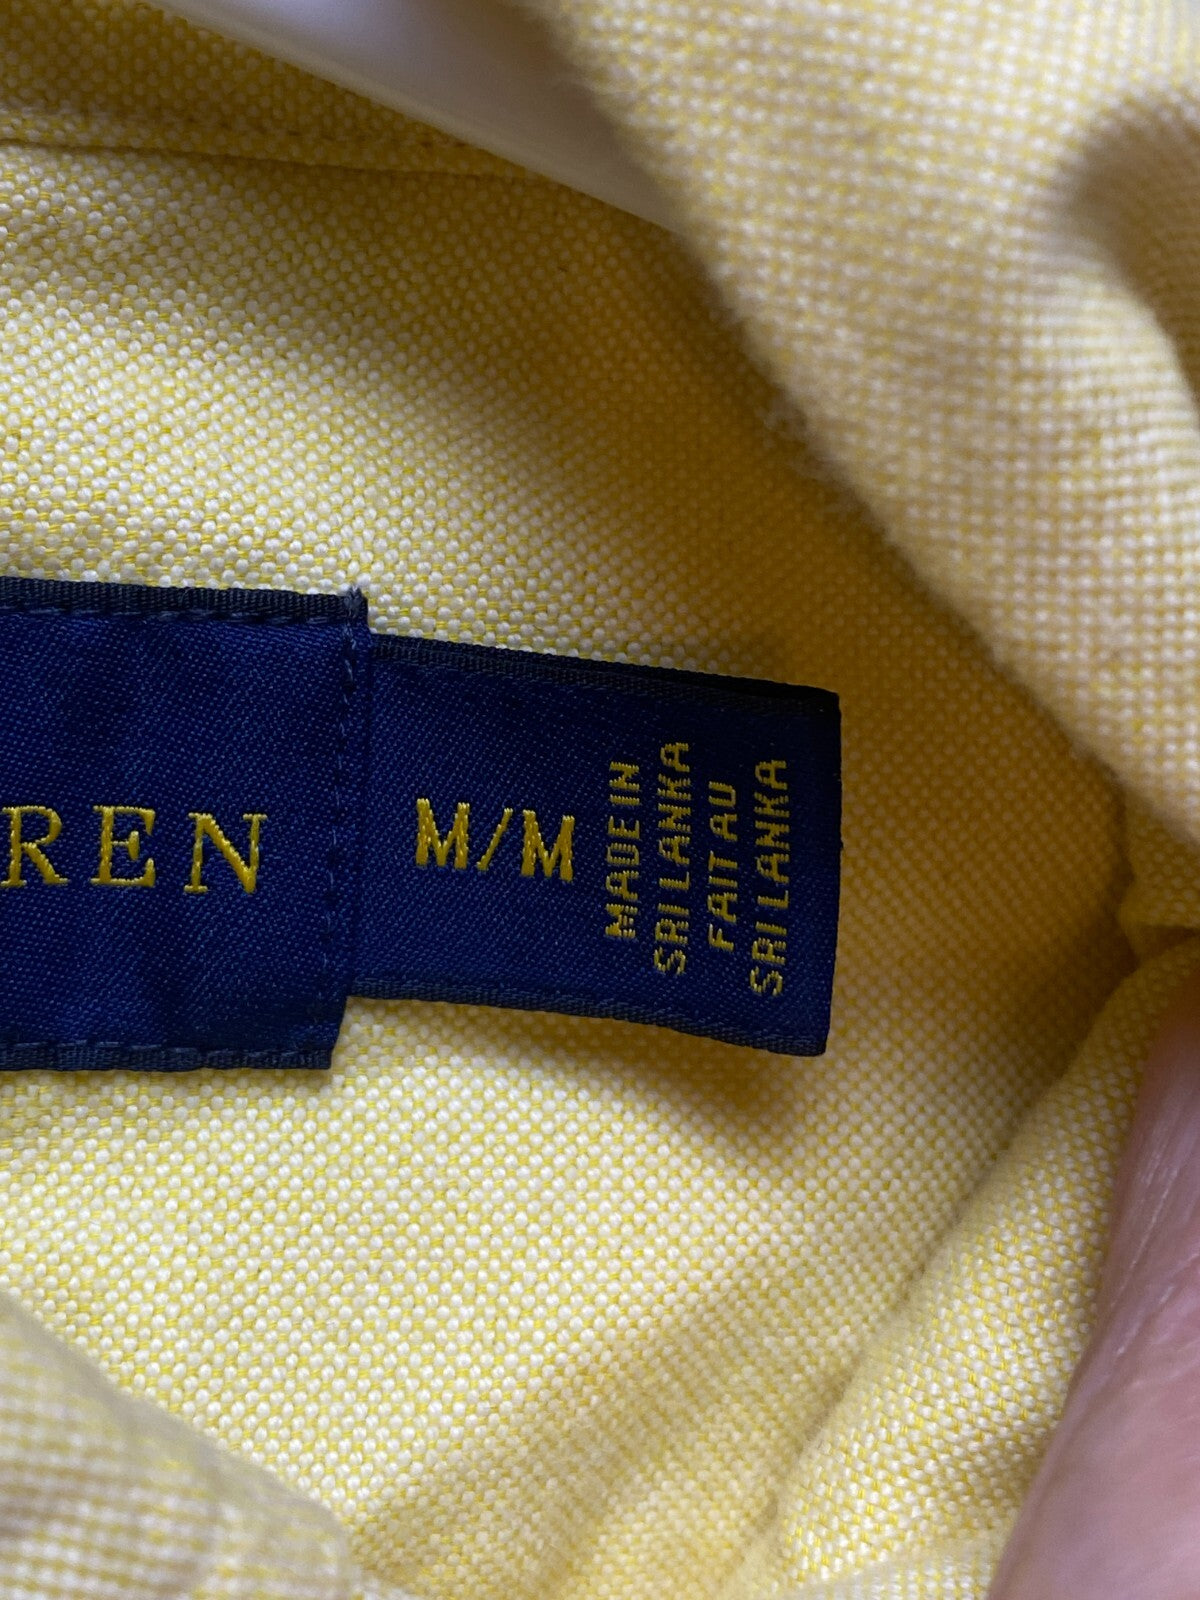 REN
M/M
MADE IN
SRI LANKA
FAIT AU
SRI LANKA